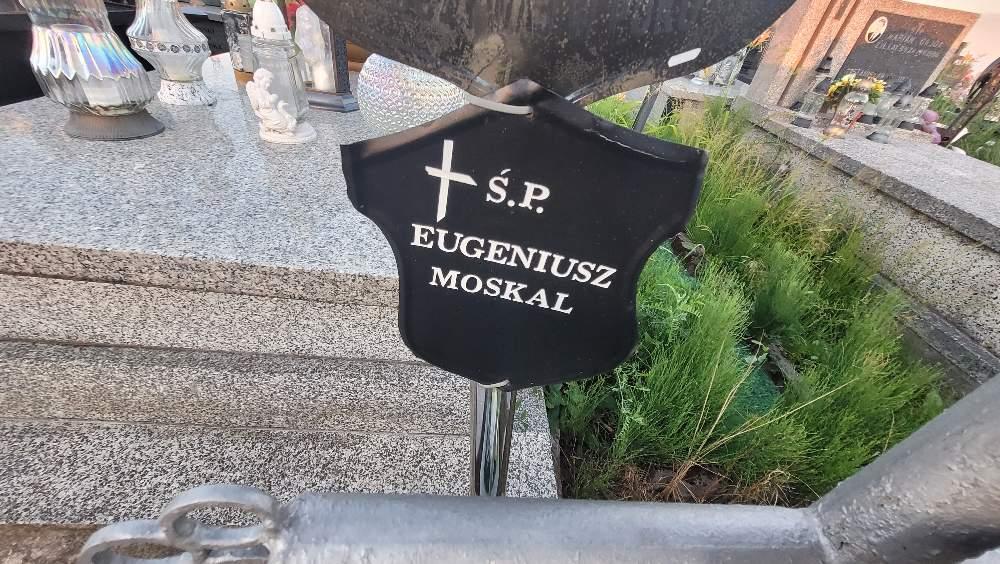 Ś.P.
EUGENIUSZ
MOSKAL